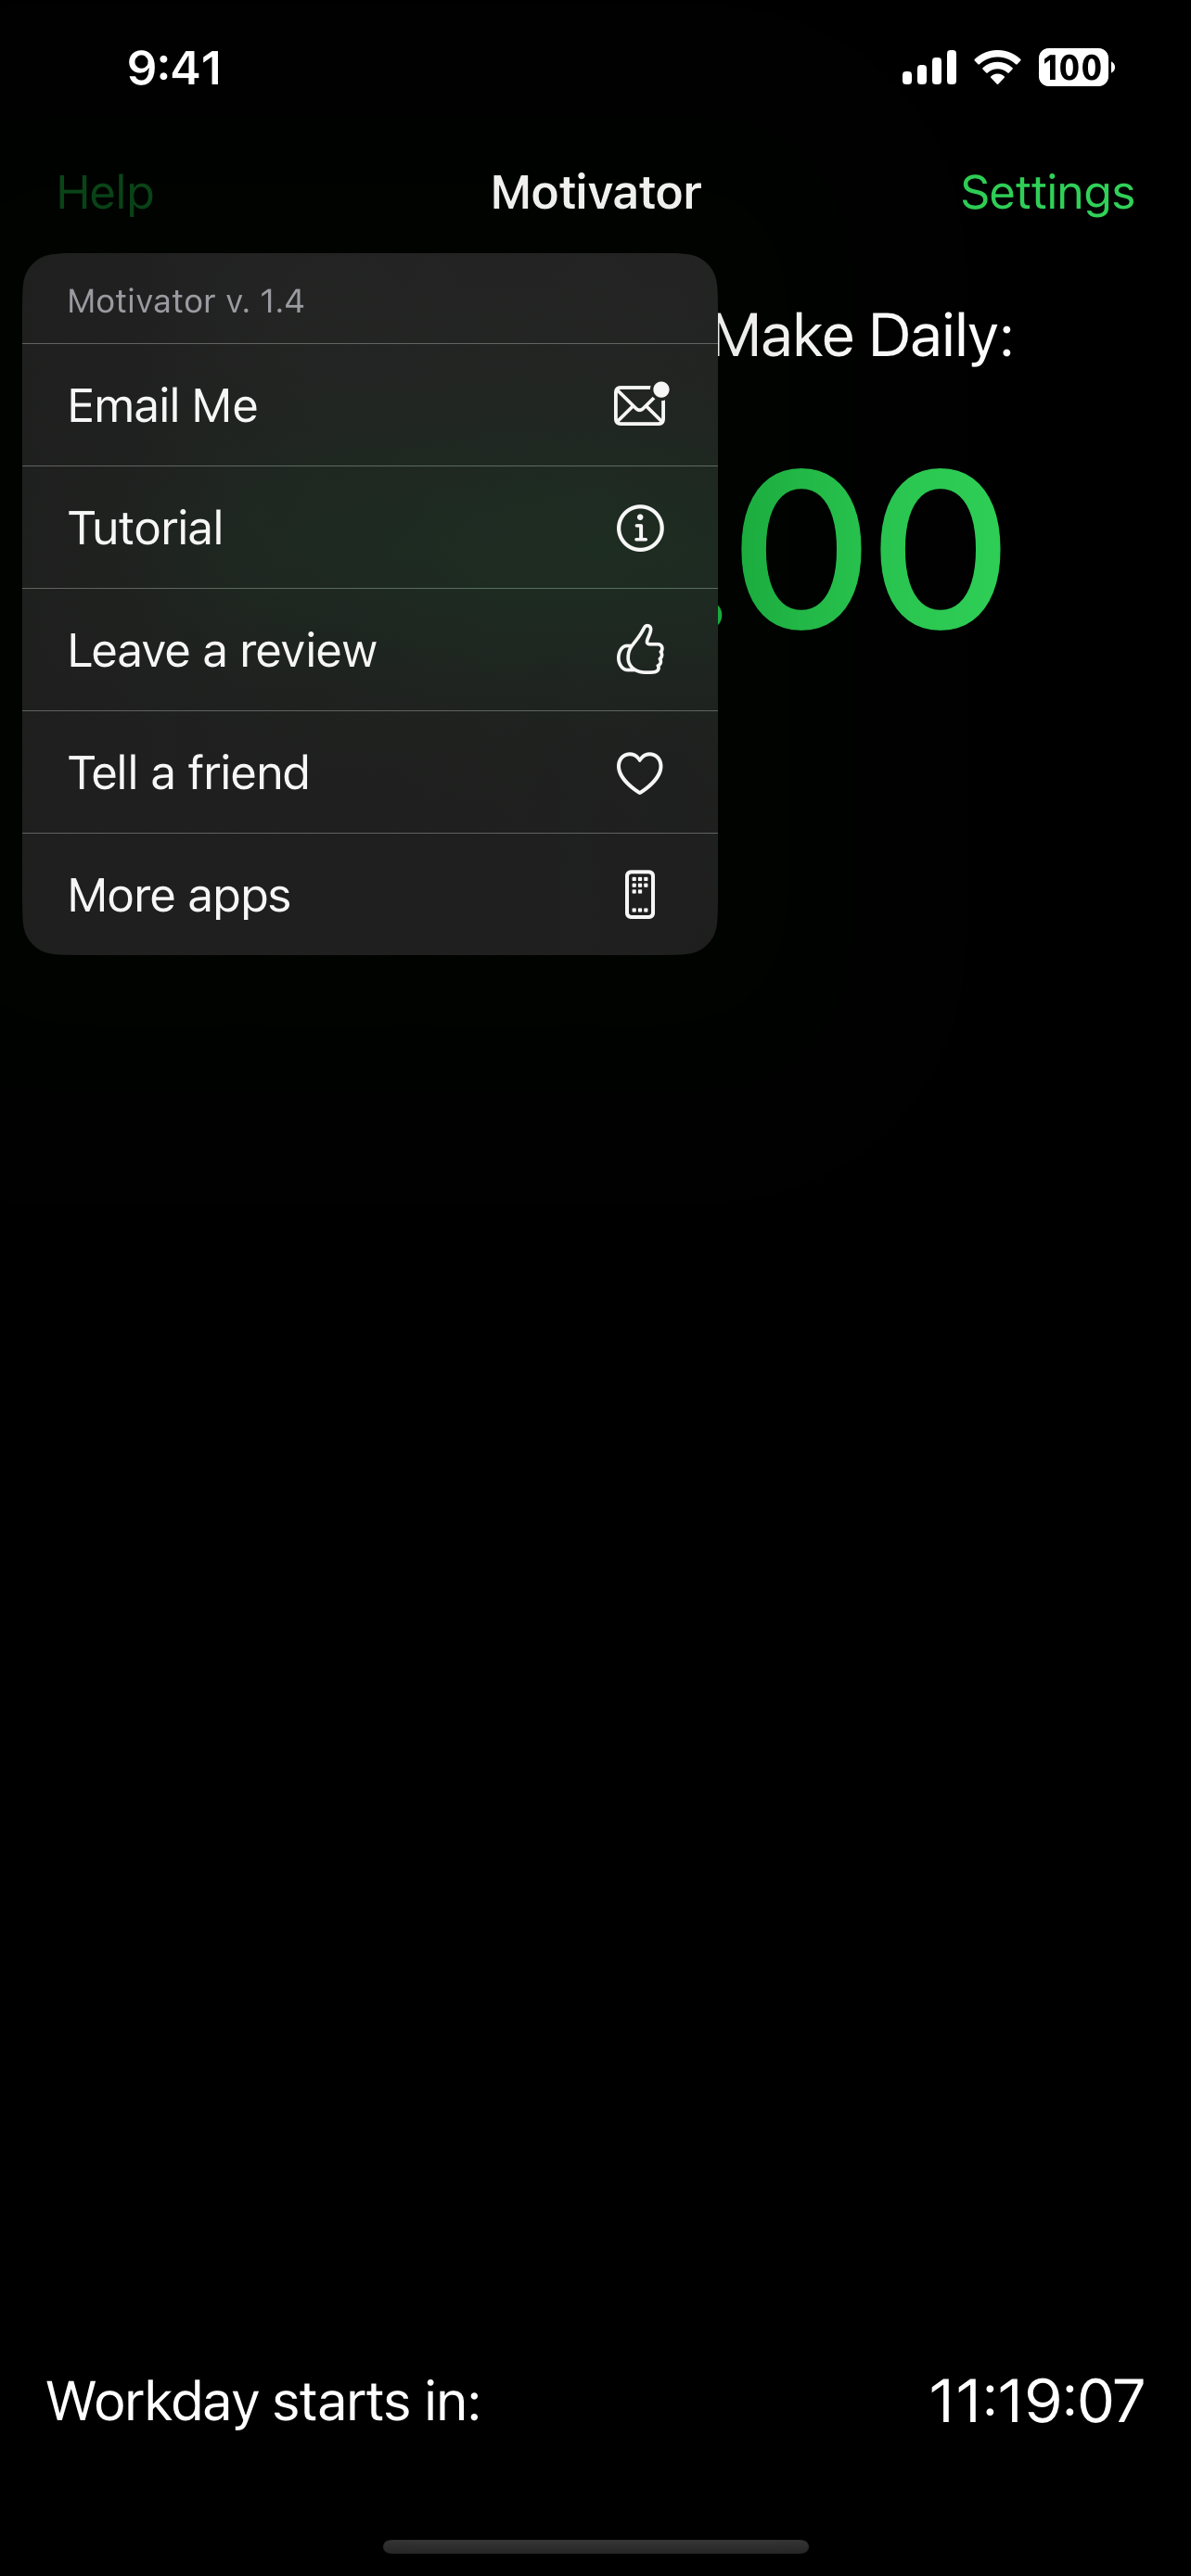 9:41
100
Help Motivator Settings
Motivator v. 1.4
Make Daily:
Email Me
.00
Tutorial
Leave a review
Tell a friend
More apps
Workday starts in: 11:19:07